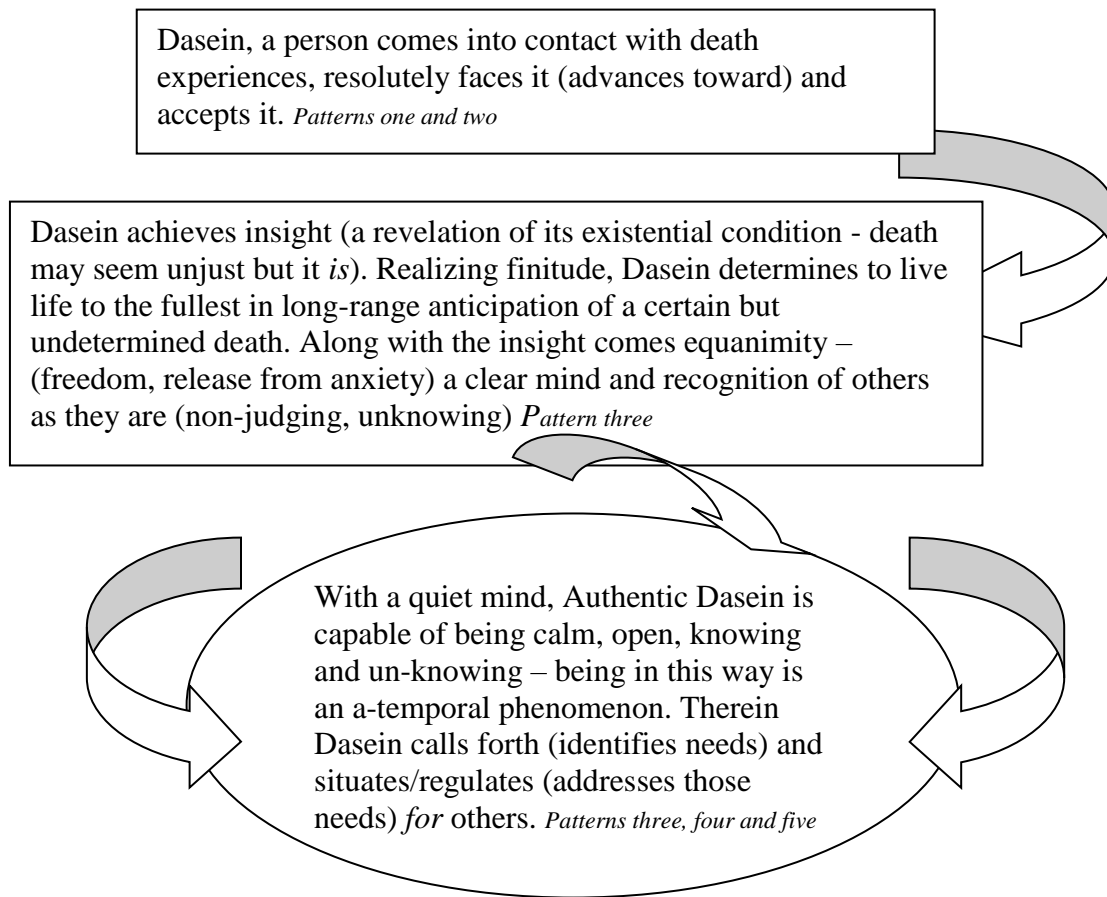 Dasein, a person comes into contact with death
experiences, resolutely faces it (advances toward) and
accepts it. Patterns one and two
Dasein achieves insight (a revelation of its existential condition - death
may seem unjust but it is). Realizing finitude, Dasein determines to live
life to the fullest in long-range anticipation of a certain but
undetermined death. Along with the insight comes equanimity –
(freedom, release from anxiety) a clear mind and recognition of others
as they are (non-judging, unknowing) Pattern three
With a quiet mind, Authentic Dasein is
capable of being calm, open, knowing
and un-knowing – being in this way is
an a-temporal phenomenon. Therein
Dasein calls forth (identifies needs) and
situates/regulates (addresses those
needs) for others. Patterns three, four and five